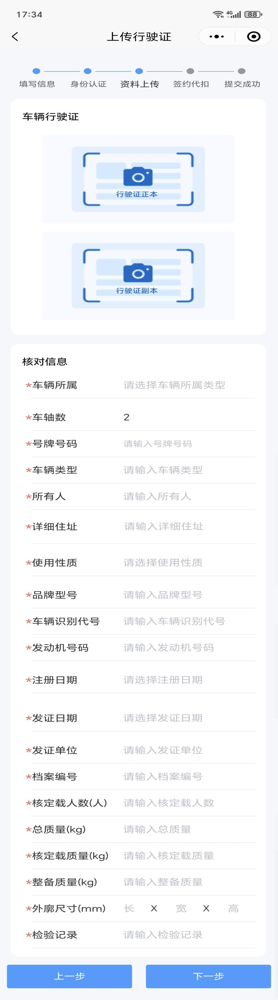 17:34 4G 88
上传行驶证
填写信息 身份认证 资料上传 签约代扣 提交成功
车辆行驶证
行驶证正本
行驶证副本
核对信息
*车辆所属 请选择车辆所属类型
*车轴数 2
*号牌号码 请输入号牌号码
*车辆类型 请输入车辆类型
*所有人 请输入所有人
*详细住址 请输入详细住址
*使用性质 请选择使用性质
*品牌型号 请输入品牌型号
*车辆识别代号 请输入车辆识别代号
*发动机号码 请输入发动机号码
*注册日期 请选择注册日期
*发证日期 请选择发证日期
*发证单位 请输入发证单位
*档案编号 请输入档案编号
*核定载人数(人) 请输入核定载人数
*总质量(kg) 请输入总质量
*核定载质量(kg) 请输入核定载质量
*整备质量(kg) 请输入整备质量
*外廓尺寸(mm) 长 X 宽 X 高
*检验记录 请输入检验记录
上一步 下一步